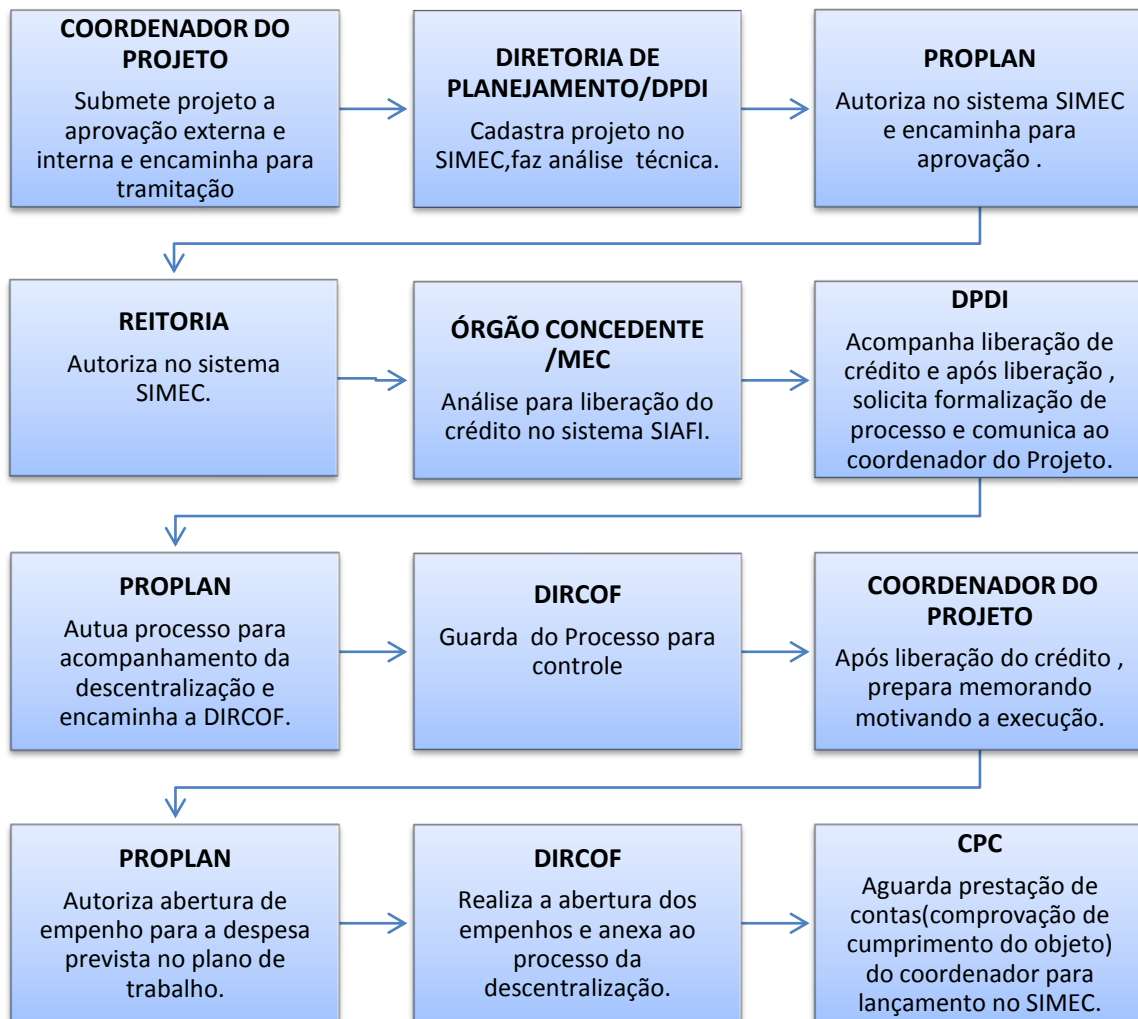 COORDENADOR DO
PROJETO
Submete projeto a
aprovação externa e
interna e encaminha para
tramitação
DIRETORIA DE
PLANEJAMENTO/DPDI
Cadastra projeto no
SIMEC,faz análise técnica.
PROPLAN
Autoriza no sistema SIMEC
e encaminha para
aprovação .
REITORIA
Autoriza no sistema
SIMEC.
ÓRGÃO CONCEDENTE
/MEC
Análise para liberação do
crédito no sistema SIAFI.
DPDI
Acompanha liberação de
crédito e após liberação ,
solicita formalização de
processo e comunica ao
coordenador do Projeto.
PROPLAN
Autua processo para
acompanhamento da
descentralização e
encaminha a DIRCOF.
DIRCOF
Guarda do Processo para
controle
COORDENADOR DO
PROJETO
Após liberação do crédito ,
prepara memorando
motivando a execução.
PROPLAN
Autoriza abertura de
empenho para a despesa
prevista no plano de
trabalho.
DIRCOF
Realiza a abertura dos
empenhos e anexa ao
processo da
descentralização.
CPC
Aguarda prestação de
contas(comprovação de
cumprimento do objeto)
do coordenador para
lançamento no SIMEC.